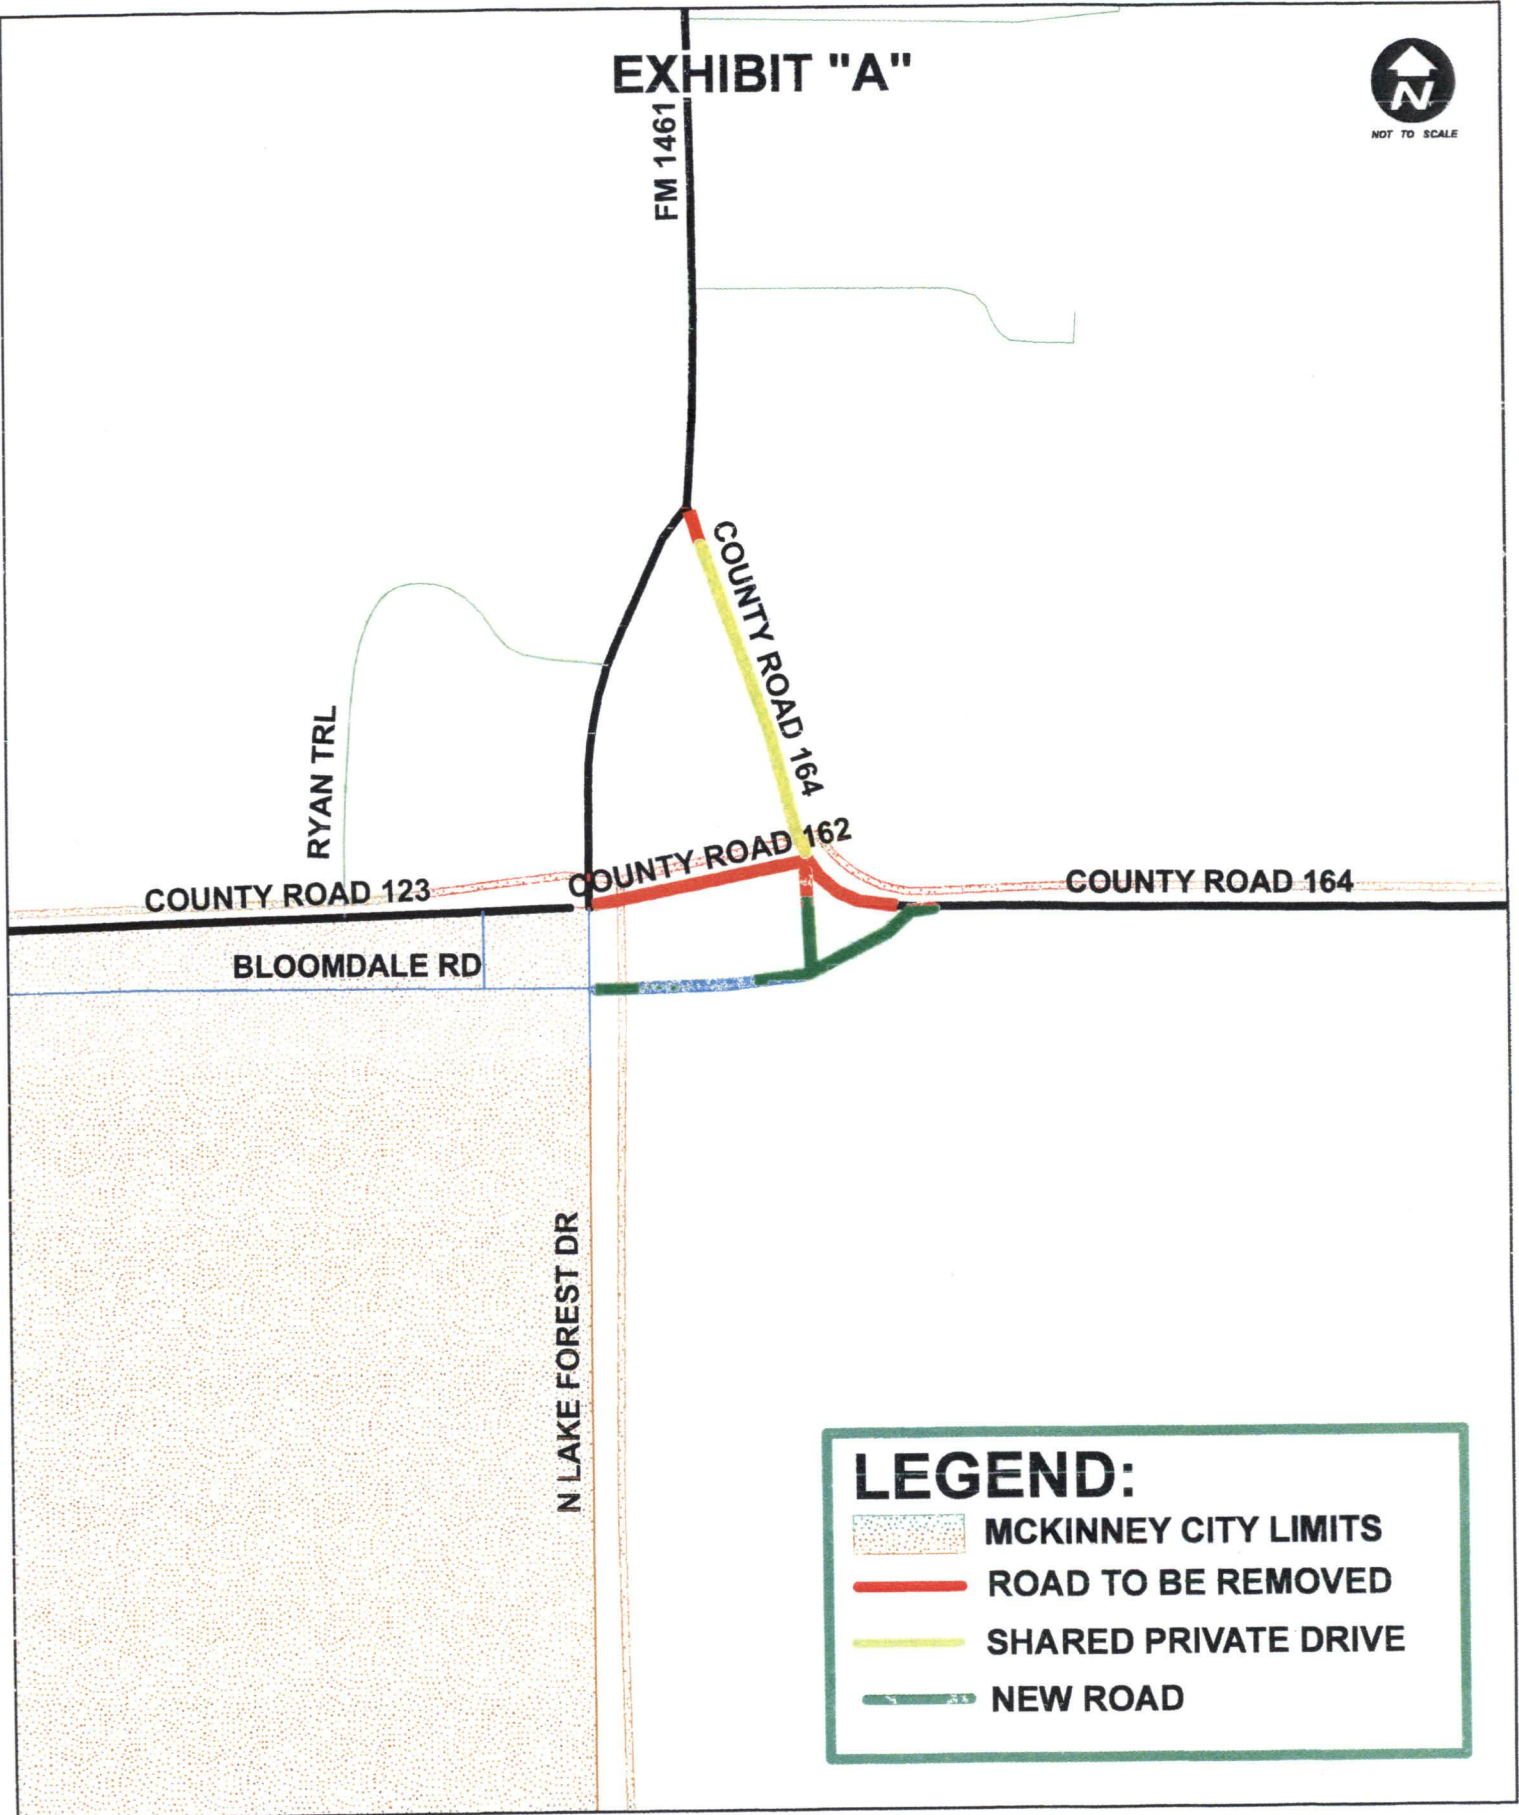 EXHIBIT "A"
N
NOT TO SCALE
FM 1461
COUNTY ROAD 164
RYAN TRL
COUNTY ROAD 162
COUNTY ROAD 123
COUNTY ROAD 164
BLOOMDALE RD
N LAKE FOREST DR
LEGEND:
MCKINNEY CITY LIMITS
ROAD TO BE REMOVED
SHARED PRIVATE DRIVE
NEW ROAD